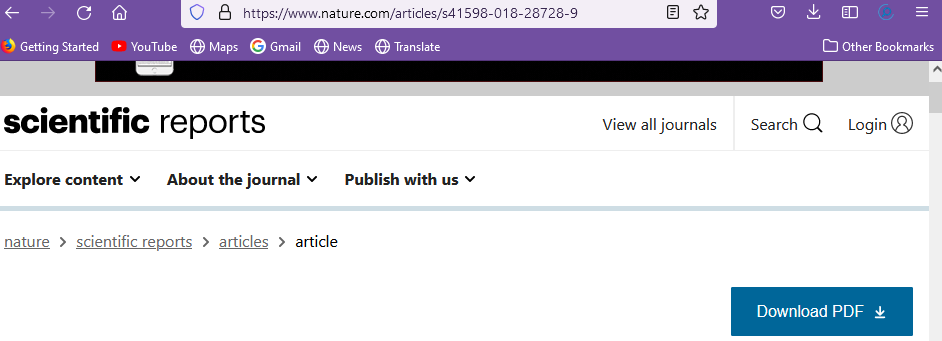 https://www.nature.com/articles/s41598-018-28728-9
Getting Started YouTube Maps Gmail News Translate Other Bookmarks
scientific reports View all journals Search Login
Explore content About the journal Publish with us
nature > scientific reports > articles > article
Download PDF